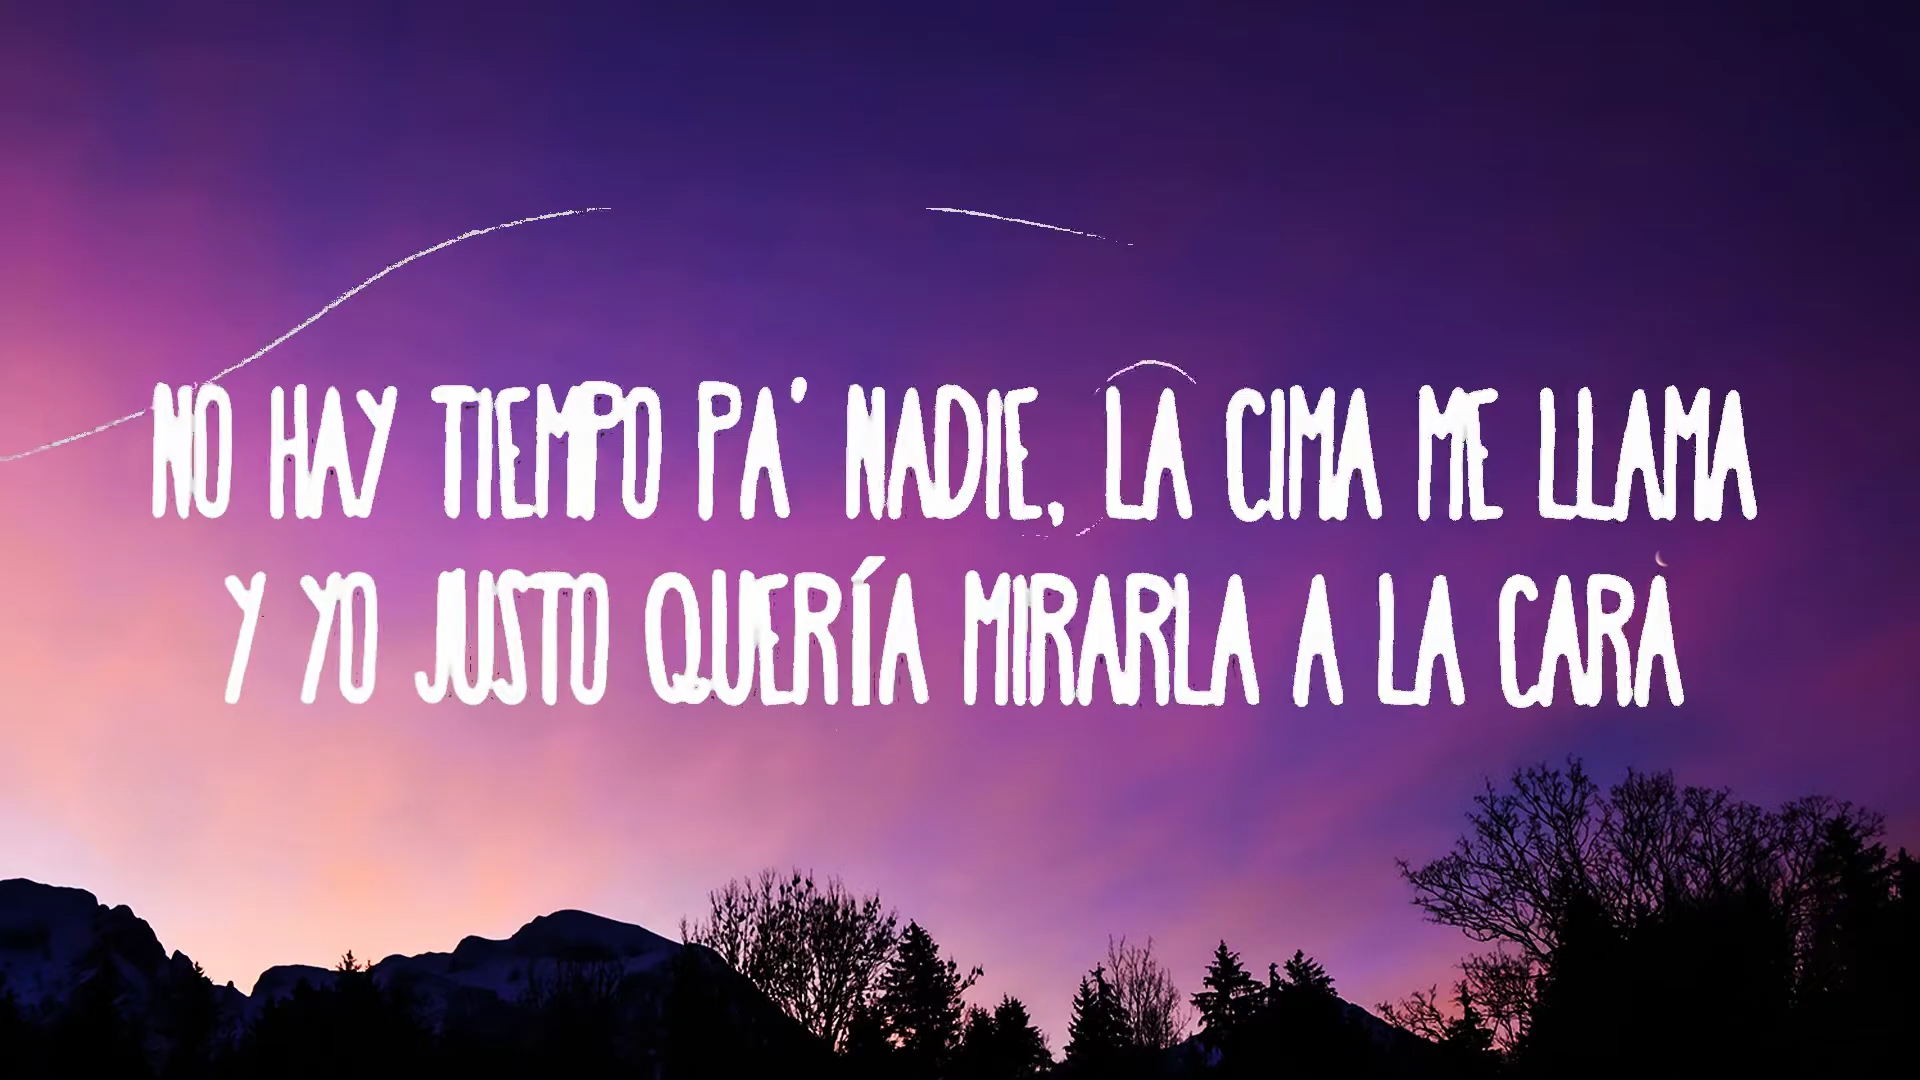 NO HAY TIEMPO PA' NADIE, LA CIMA ME LLAMA
Y YO JUSTO QUERÍA MIRARLA A LA CARA